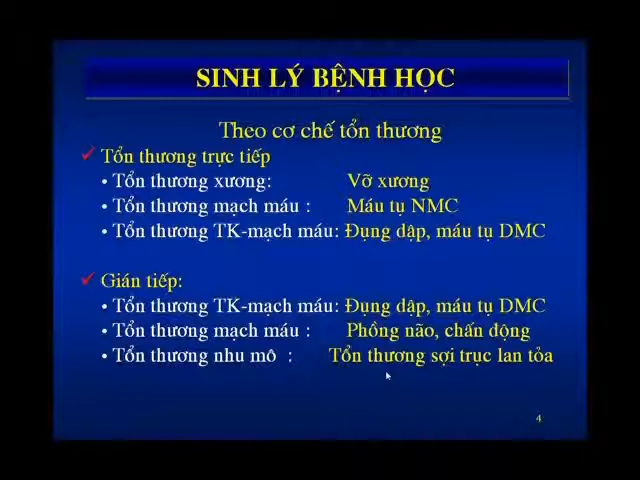 SINH LÝ BỆNH HỌC
Theo cơ chế tổn thương
✓ Tổn thương trực tiếp
• Tổn thương xương: Vỡ xương
• Tổn thương mạch máu : Máu tụ NMC
• Tổn thương TK-mạch máu: Đụng dập, máu tụ DMC
✓ Gián tiếp:
• Tổn thương TK-mạch máu: Đụng dập, máu tụ DMC
• Tổn thương mạch máu : Phồng não, chấn động
• Tổn thương nhu mô : Tổn thương sợi trục lan tỏa
4